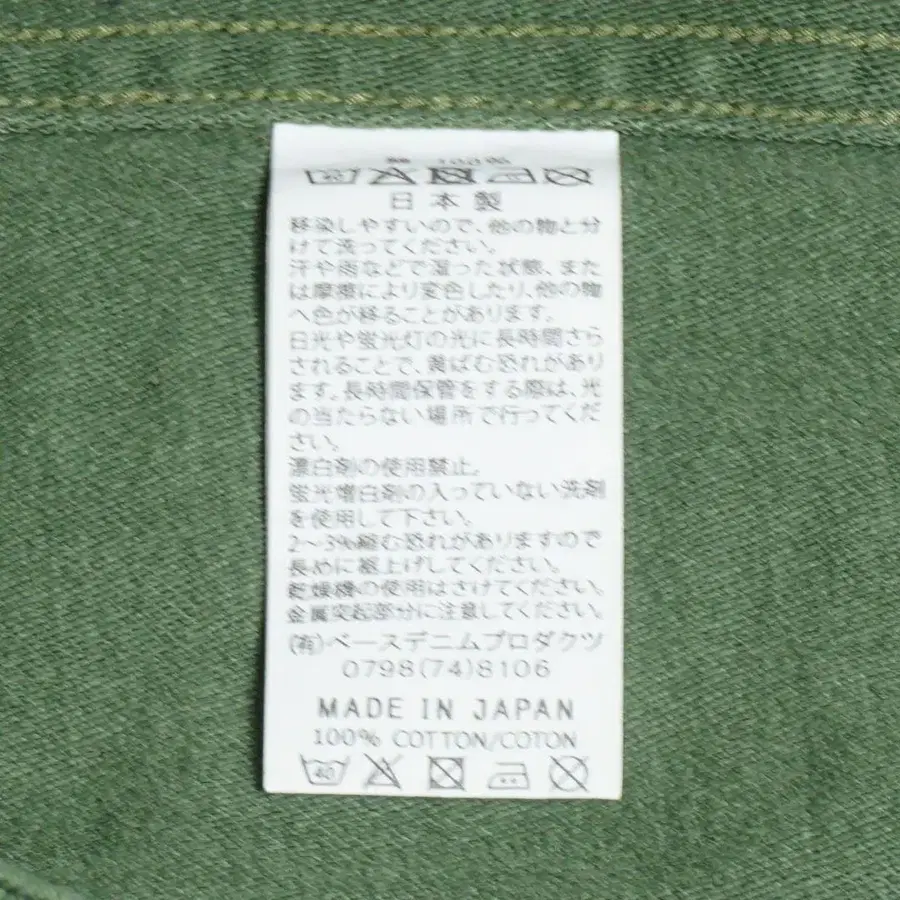 綿 100%
40
日本製
移染しやすいので、他の物と分
けて洗ってください。
汗や雨などで湿った状態、また
は摩擦により変色したり、他の物
へ色が移ることがあります。
日光や蛍光灯の光に長時間さら
されることで、黄ばむ恐れがあり
ます。長時間保管をする際は、光
の当たらない場所で行ってくだ
さい。
漂白剤の使用禁止。
蛍光増白剤の入っていない洗剤
を使用して下さい。
2〜3%縮む恐れがありますので
長めに裾上げしてください。
乾燥機の使用はさけてください。
金属突起部分に注意してください。
(有)ベースデニムプロダクツ
0798(74)8106
MADE IN JAPAN
100% COTTON/COTON
40